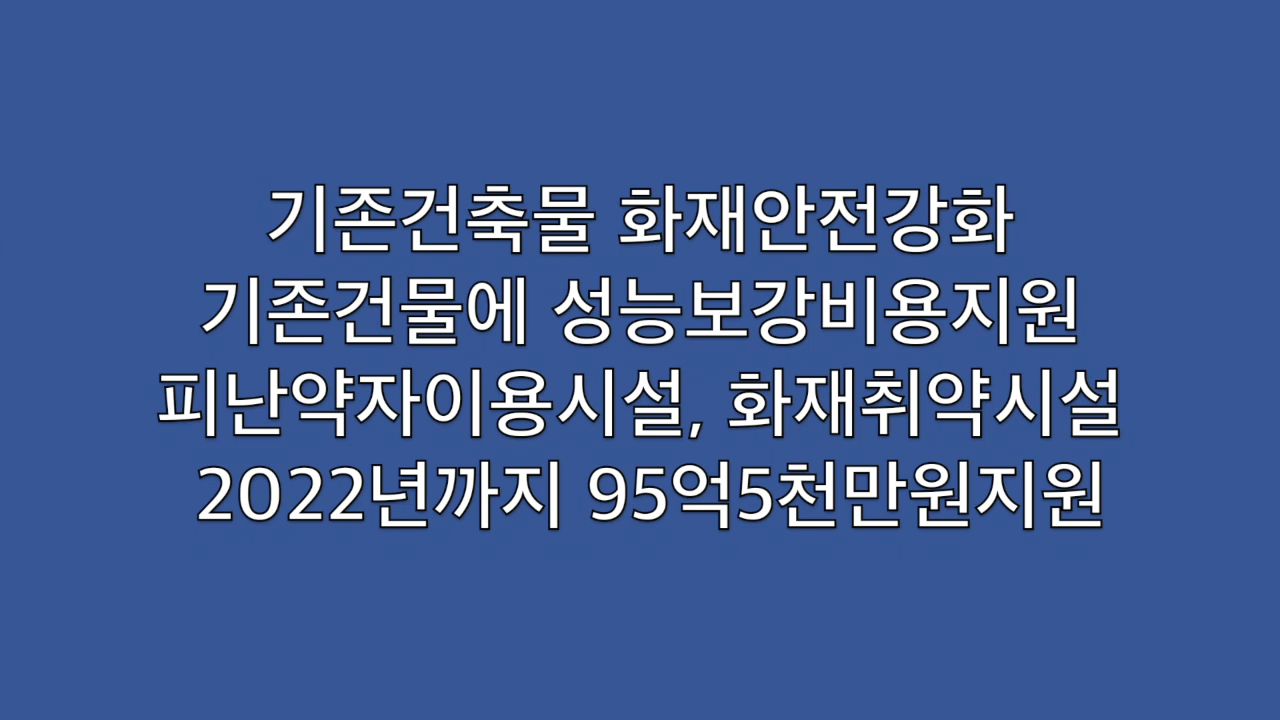 기존건축물 화재안전강화
기존건물에 성능보강비용지원
피난약자이용시설, 화재취약시설
2022년까지 95억5천만원지원